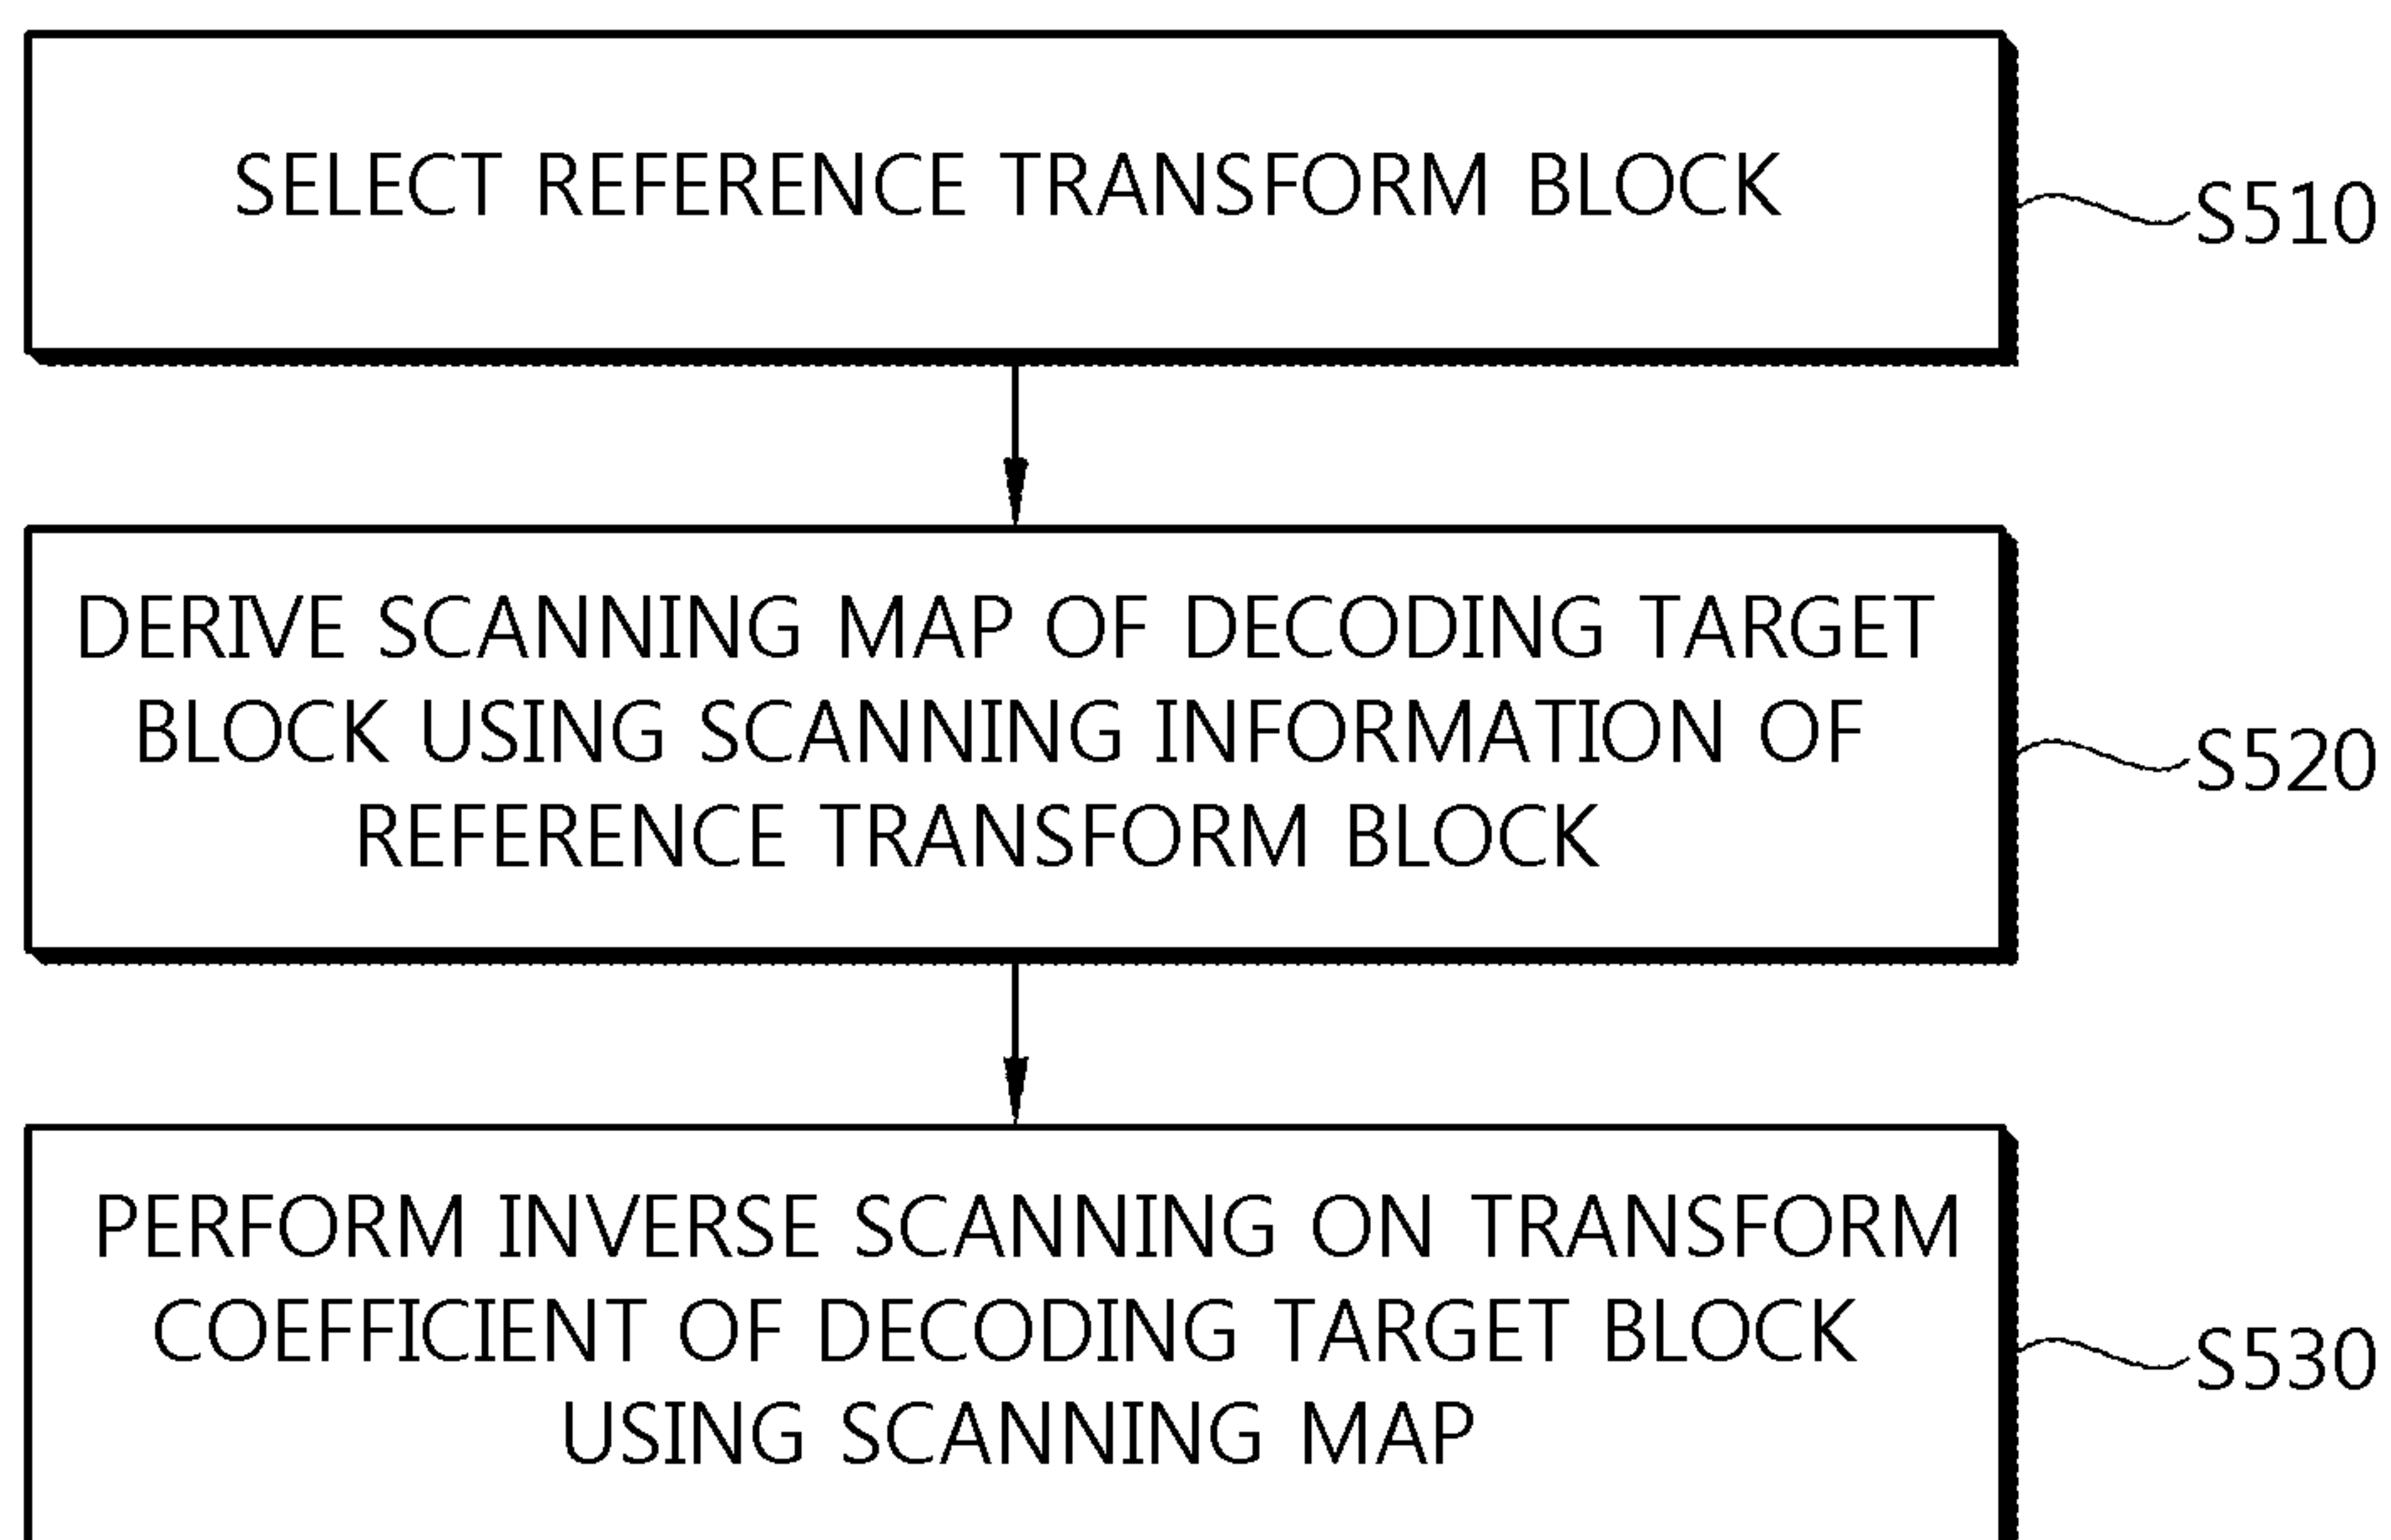 SELECT REFERENCE TRANSFORM BLOCK
S510
DERIVE SCANNING MAP OF DECODING TARGET
BLOCK USING SCANNING INFORMATION OF
REFERENCE TRANSFORM BLOCK
S520
PERFORM INVERSE SCANNING ON TRANSFORM
COEFFICIENT OF DECODING TARGET BLOCK
USING SCANNING MAP
S530